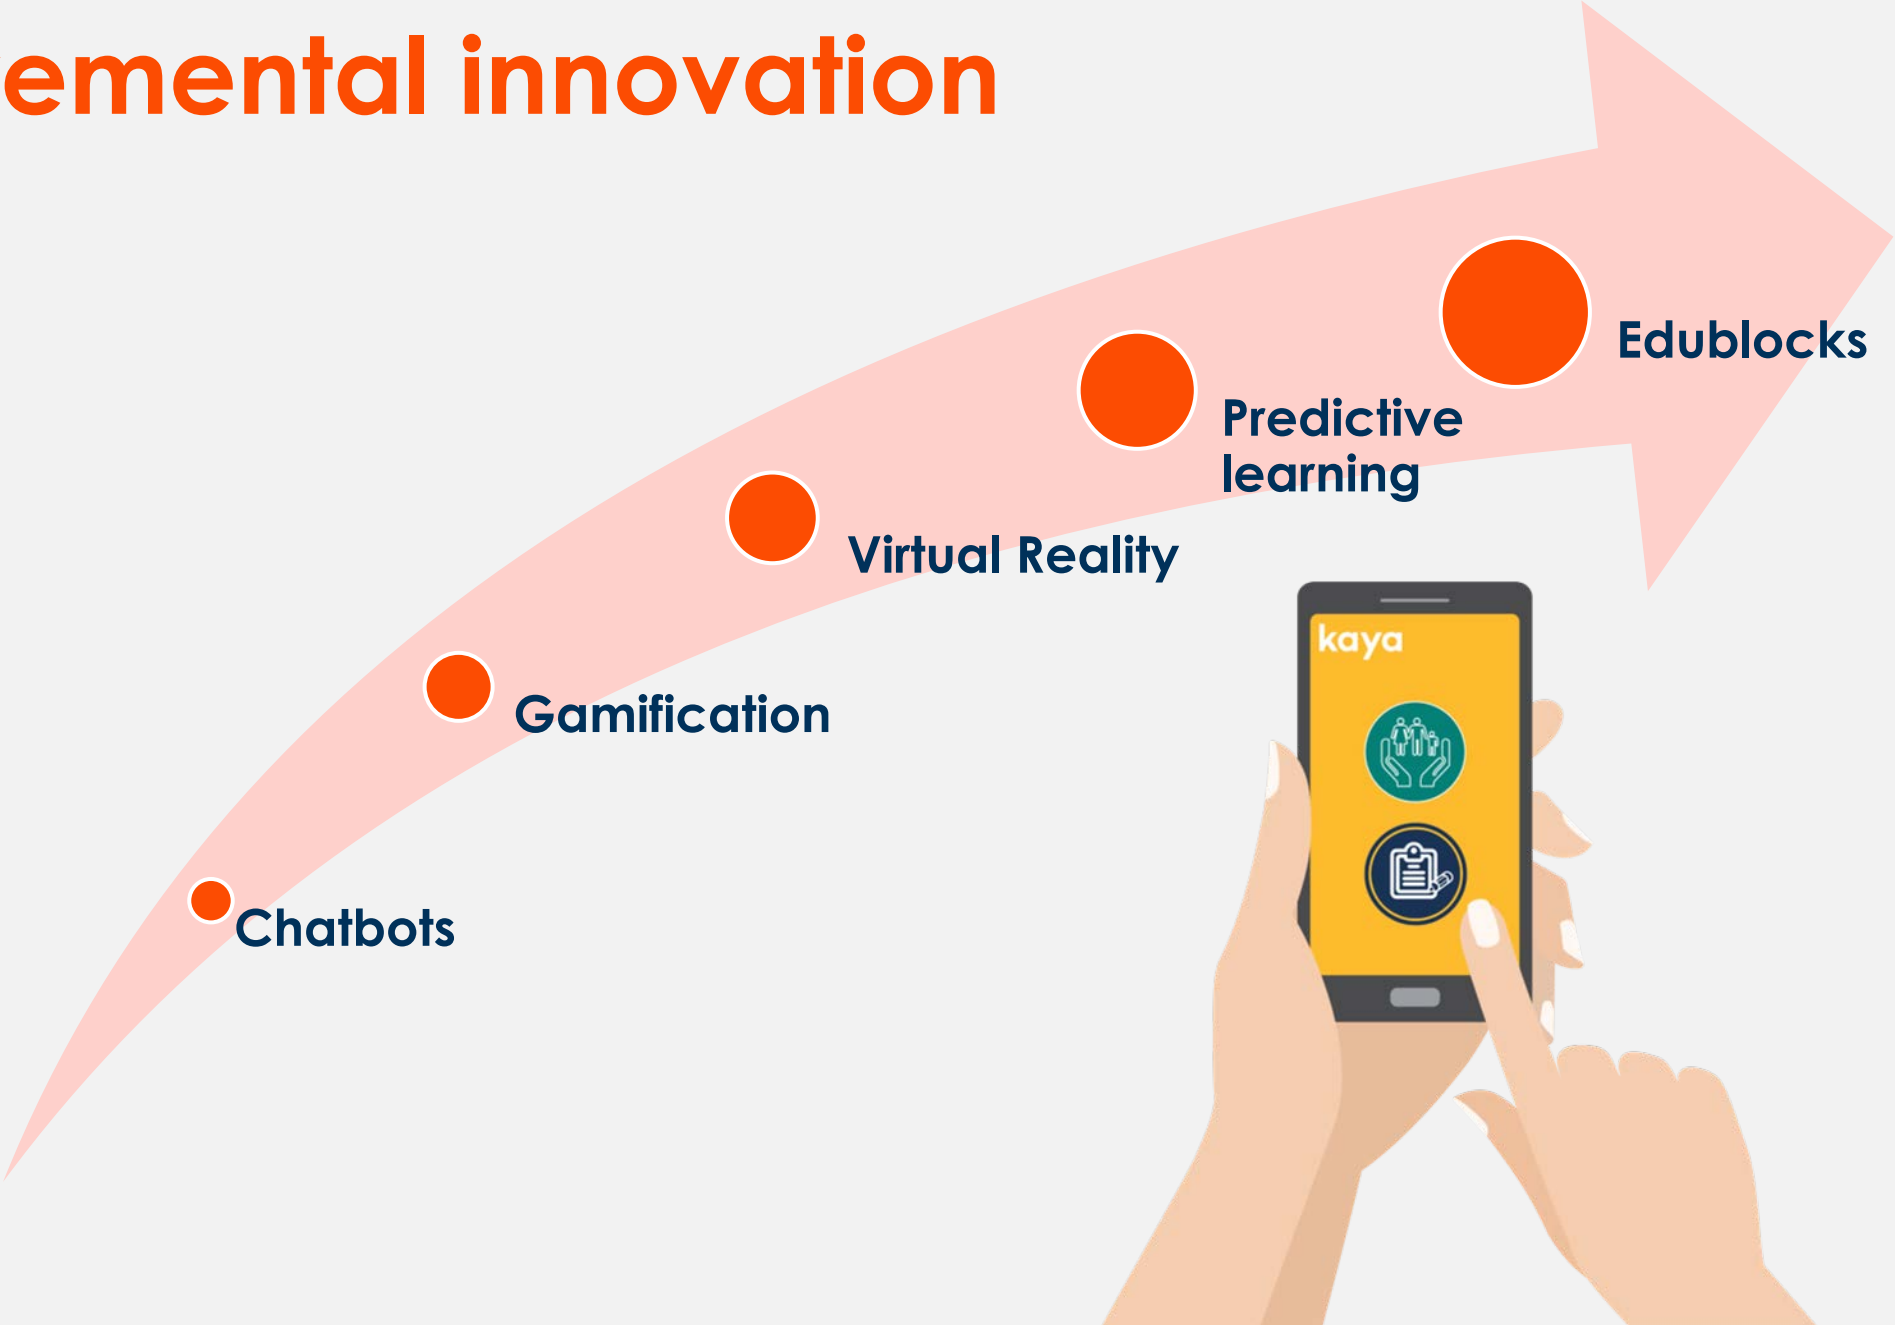 emental innovation
Edublocks
Predictive
learning
Virtual Reality
kaya
Gamification
Chatbots